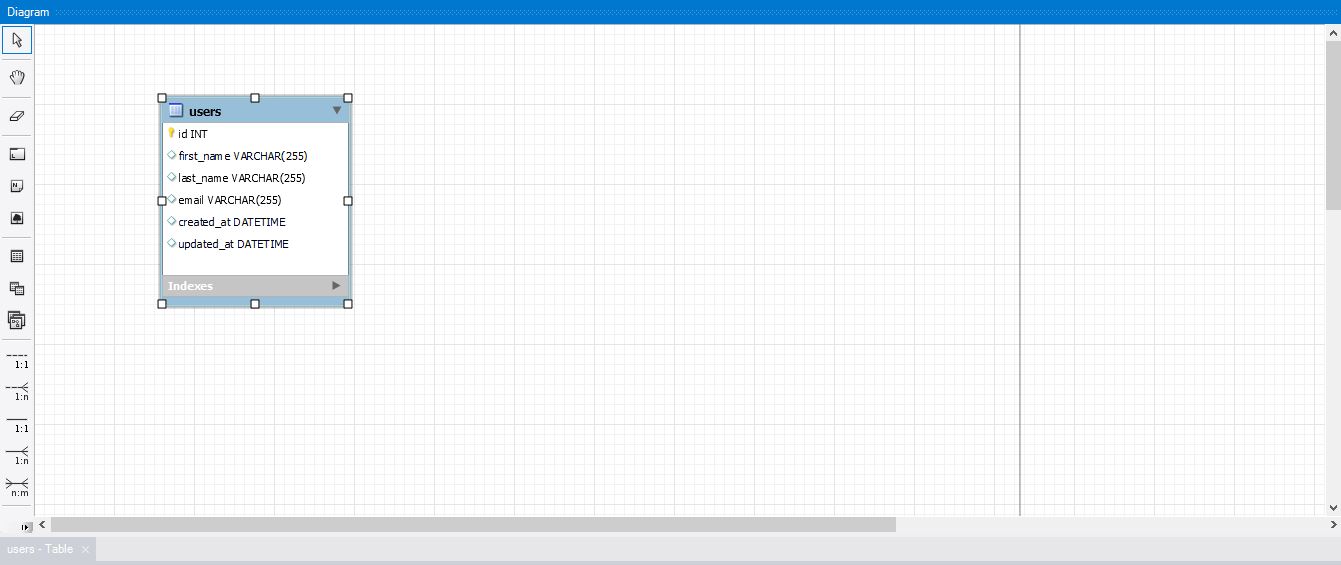 Diagram
users
id INT
first_name VARCHAR(255)
last_name VARCHAR(255)
email VARCHAR(255)
created_at DATETIME
updated_at DATETIME
Indexes
N
1:1
1:n
1:1
1:n
n:m
users - Table